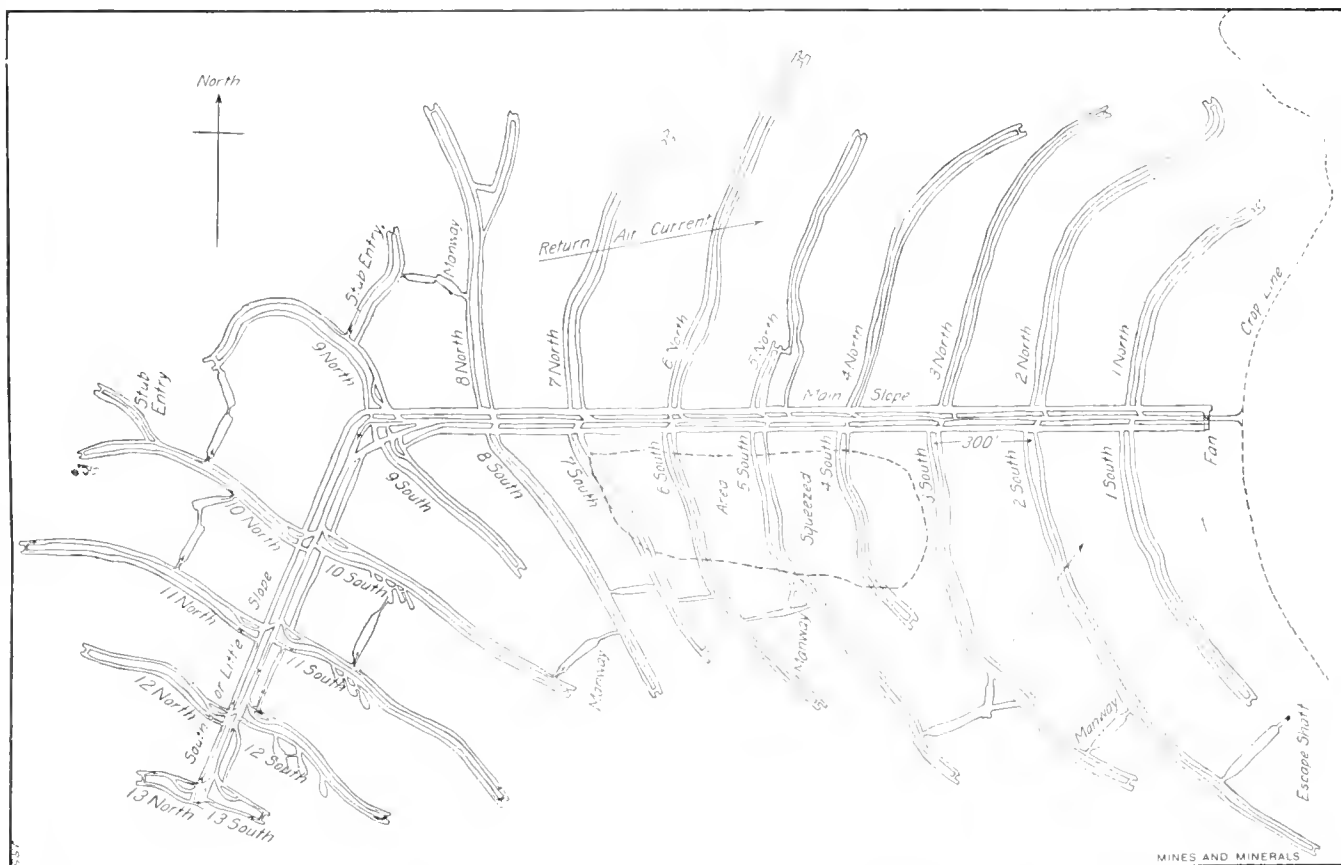 North
Return Air Current
Stub Entry
Manway
9 North
8 North
7 North
6 North
5 North
4 North
3 North
2 North
1 North
Crop Line
Main Slope
Stub
Entry
300'
Fan
9 South
8 South
6 South
5 South
4 South
3 South
2 South
1 South
Area
Squeezed
10 North
10 South
11 North
11 South
12 North
12 South
13 North
13 South
South or Little Slope
Manway
Manway
Manway
Escape Shaft
MINES AND MINERALS